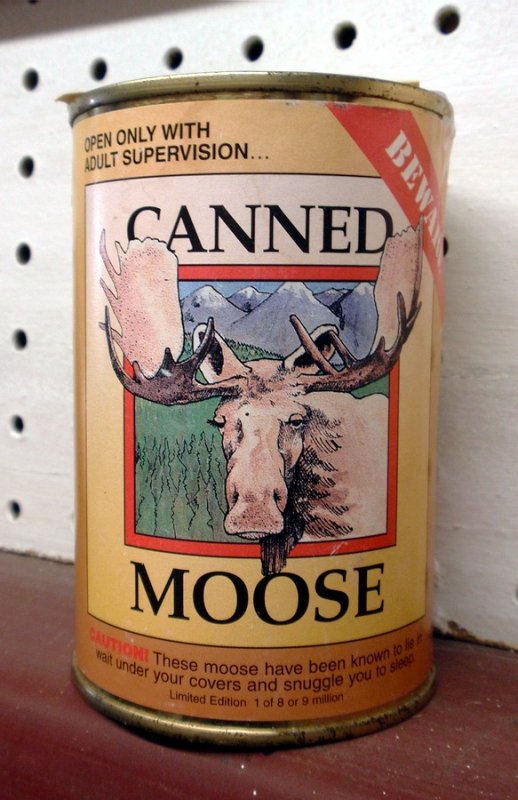 OPEN ONLY WITH
ADULT SUPERVISION...
CANNED
MOOSE
CAUTION! These moose have been known to lie in
wait under your covers and snuggle you to sleep.
Limited Edition 1 of 8 or 9 million